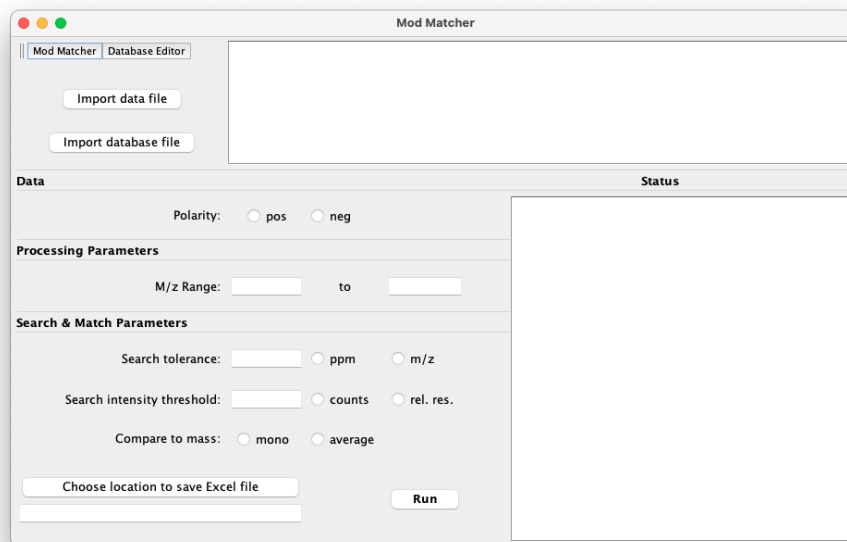 Mod Matcher
Mod Matcher Database Editor
Import data file
Import database file
Data
Status
Polarity: pos neg
Processing Parameters
M/z Range: to
Search & Match Parameters
Search tolerance: ppm m/z
Search intensity threshold: counts rel. res.
Compare to mass: mono average
Choose location to save Excel file
Run